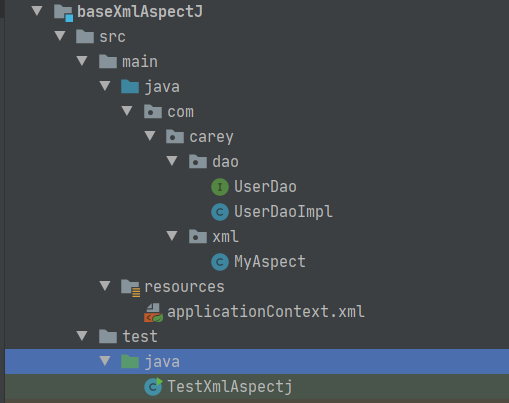 baseXmlAspectJ
src
main
java
com
carey
dao
UserDao
UserDaoImpl
xml
MyAspect
resources
applicationContext.xml
test
java
TestXmlAspectj